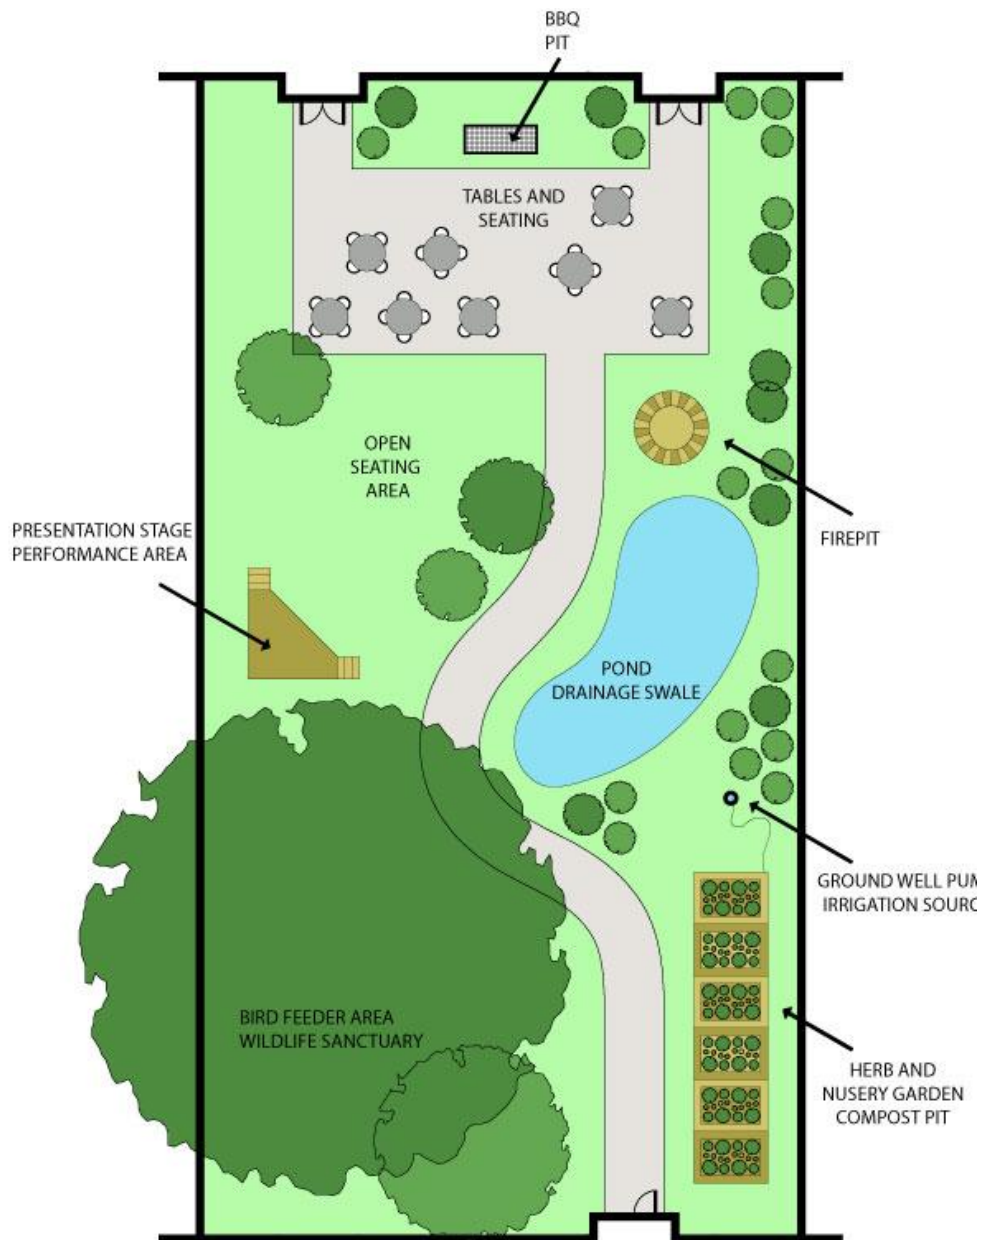 BBQ
PIT
TABLES AND
SEATING
OPEN
SEATING
AREA
PRESENTATION STAGE
PERFORMANCE AREA
FIREPIT
POND
DRAINAGE SWALE
GROUND WELL PUM
IRRIGATION SOURC
BIRD FEEDER AREA
WILDLIFE SANCTUARY
HERB AND
NUSERY GARDEN
COMPOST PIT